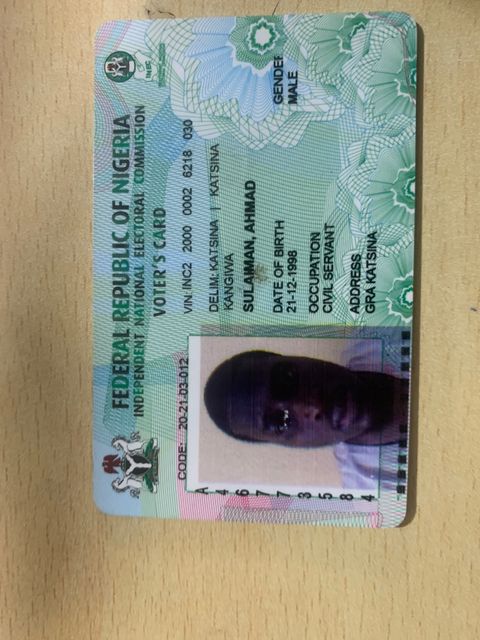 FEDERAL REPUBLIC OF NIGERIA
INDEPENDENT NATIONAL ELECTORAL COMMISSION
VOTER'S CARD
INEC
CODE: 20-21-03-012
VIN: INC2 2000 0002 6218 030
A4677 3584
DELIM: KATSINA | KATSINA
KANGIWA
SULAIMAN, AHMAD
DATE OF BIRTH
21-12-1998
GENDER
MALE
OCCUPATION
CIVIL SERVANT
ADDRESS
GRA KATSINA